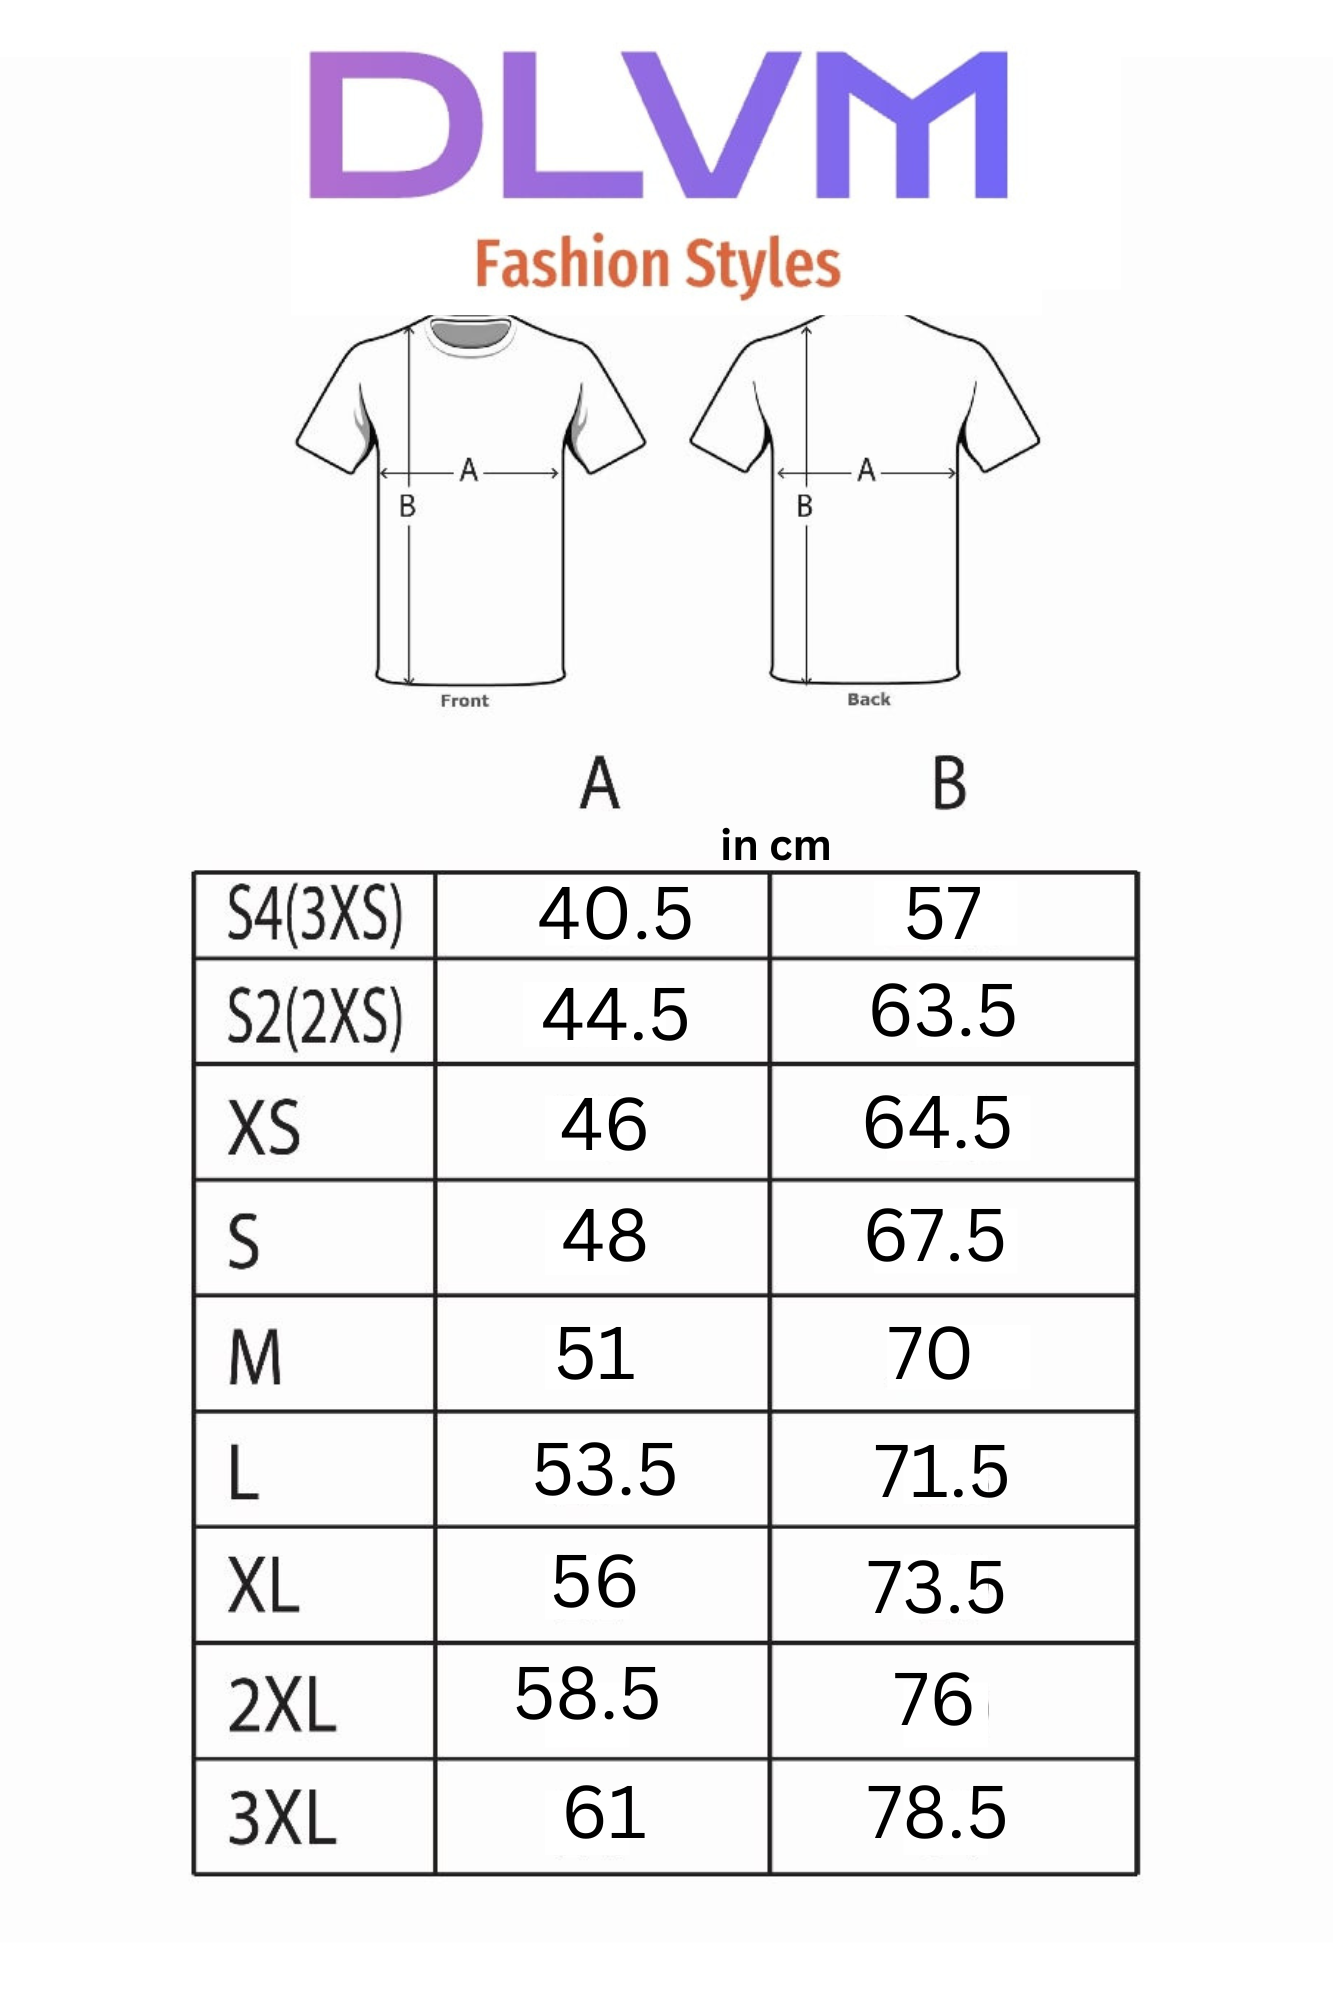 DLVM
Fashion Styles
A A
B B
Front Back
A B
in cm
S4(3XS) 40.5 57
S2(2XS) 44.5 63.5
XS 46 64.5
S 48 67.5
M 51 70
L 53.5 71.5
XL 56 73.5
2XL 58.5 76
3XL 61 78.5